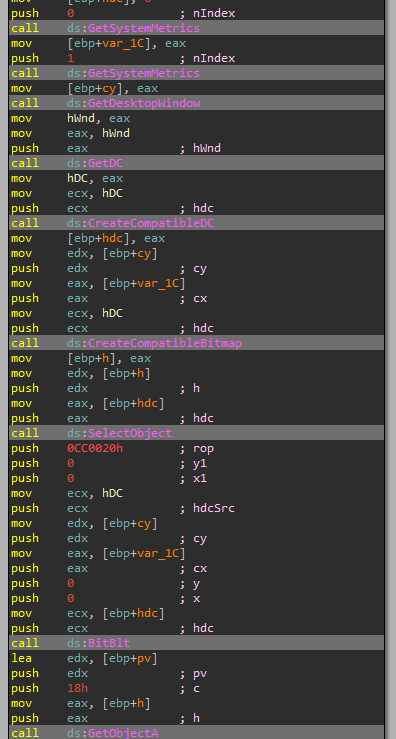 push 0 ; nIndex
call ds:GetSystemMetrics
mov [ebp+var_1C], eax
push 1 ; nIndex
call ds:GetSystemMetrics
mov [ebp+cy], eax
call ds:GetDesktopWindow
mov hWnd, eax
mov eax, hWnd
push eax ; hWnd
call ds:GetDC
mov hDC, eax
mov ecx, hDC
push ecx ; hdc
call ds:CreateCompatibleDC
mov [ebp+hdc], eax
mov edx, [ebp+cy]
push edx ; cy
mov eax, [ebp+var_1C]
push eax ; cx
mov ecx, hDC
push ecx ; hdc
call ds:CreateCompatibleBitmap
mov [ebp+h], eax
mov edx, [ebp+h]
push edx ; h
mov eax, [ebp+hdc]
push eax ; hdc
call ds:SelectObject
push 0CC0020h ; rop
push 0 ; y1
push 0 ; x1
mov ecx, hDC
push ecx ; hdcSrc
mov edx, [ebp+cy]
push edx ; cy
mov eax, [ebp+var_1C]
push eax ; cx
push 0 ; y
push 0 ; x
mov ecx, [ebp+hdc]
push ecx ; hdc
call ds:BitBlt
lea edx, [ebp+pv]
push edx ; pv
push 18h ; c
mov eax, [ebp+h]
push eax ; h
call ds:GetObjectA